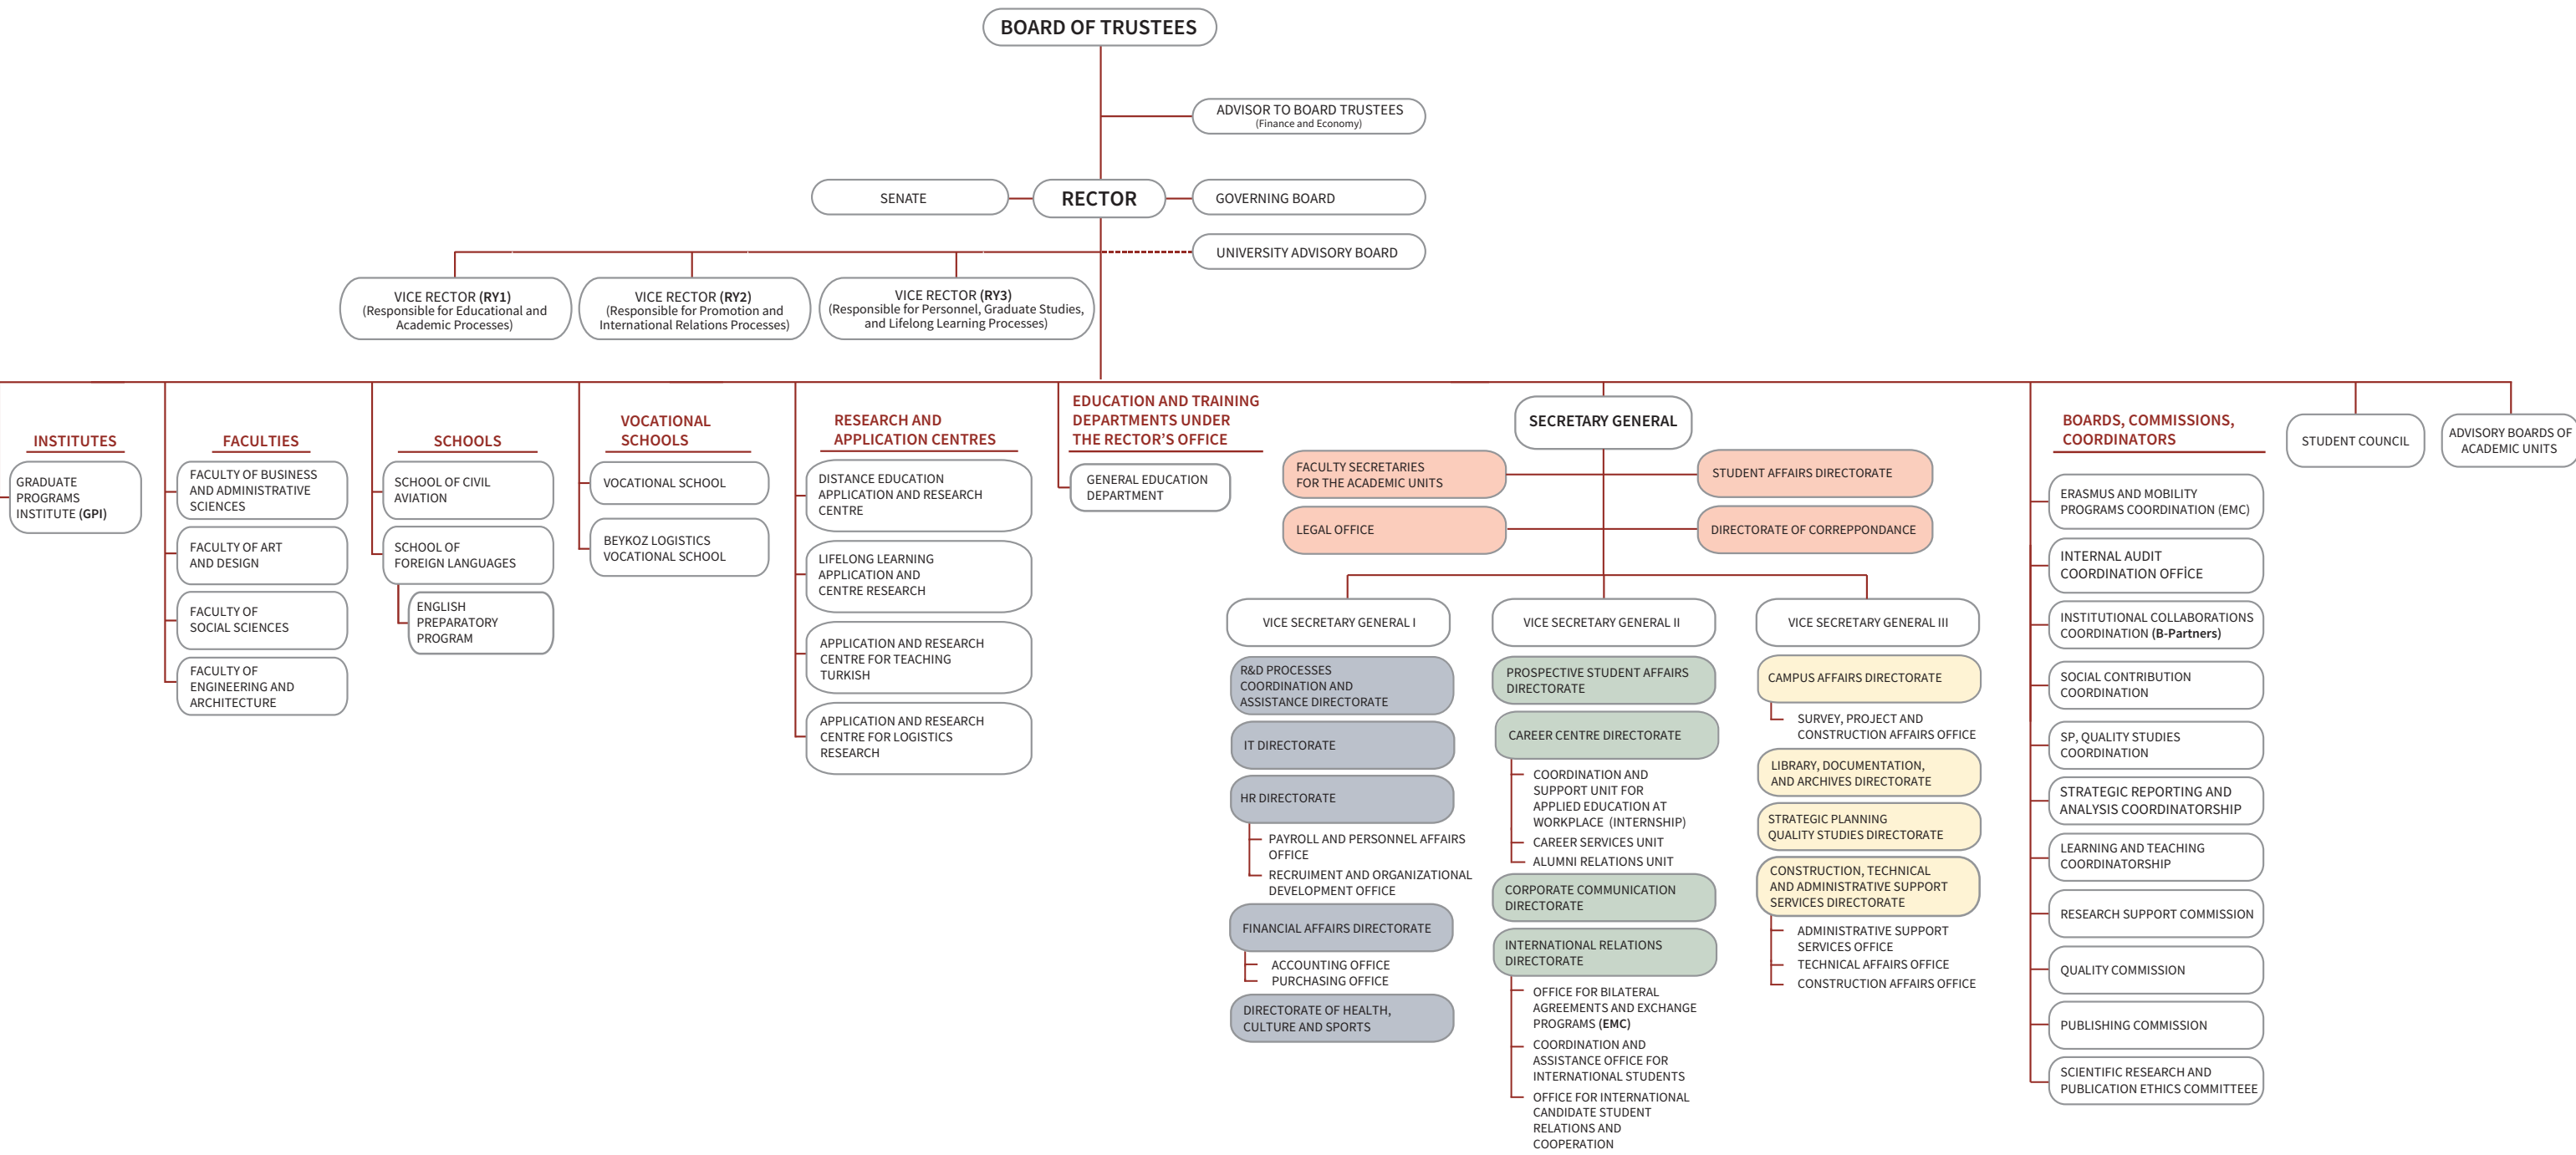 BOARD OF TRUSTEES
ADVISOR TO BOARD TRUSTEES
(Finance and Economy)
SENATE
RECTOR
GOVERNING BOARD
UNIVERSITY ADVISORY BOARD
VICE RECTOR (RY1)
(Responsible for Educational and
Academic Processes)
VICE RECTOR (RY2)
(Responsible for Promotion and
International Relations Processes)
VICE RECTOR (RY3)
(Responsible for Personnel, Graduate Studies,
and Lifelong Learning Processes)
INSTITUTES
GRADUATE
PROGRAMS
INSTITUTE (GPI)
FACULTIES
FACULTY OF BUSINESS
AND ADMINISTRATIVE
SCIENCES
FACULTY OF ART
AND DESIGN
FACULTY OF
SOCIAL SCIENCES
FACULTY OF
ENGINEERING AND
ARCHITECTURE
SCHOOLS
SCHOOL OF CIVIL
AVIATION
SCHOOL OF
FOREIGN LANGUAGES
ENGLISH
PREPARATORY
PROGRAM
VOCATIONAL
SCHOOLS
VOCATIONAL SCHOOL
BEYKOZ LOGISTICS
VOCATIONAL SCHOOL
RESEARCH AND
APPLICATION CENTRES
DISTANCE EDUCATION
APPLICATION AND RESEARCH
CENTRE
LIFELONG LEARNING
APPLICATION AND
CENTRE RESEARCH
APPLICATION AND RESEARCH
CENTRE FOR TEACHING
TURKISH
APPLICATION AND RESEARCH
CENTRE FOR LOGISTICS
RESEARCH
EDUCATION AND TRAINING
DEPARTMENTS UNDER
THE RECTOR’S OFFICE
GENERAL EDUCATION
DEPARTMENT
SECRETARY GENERAL
FACULTY SECRETARIES
FOR THE ACADEMIC UNITS
STUDENT AFFAIRS DIRECTORATE
LEGAL OFFICE
DIRECTORATE OF CORREPPONDANCE
VICE SECRETARY GENERAL I
R&D PROCESSES
COORDINATION AND
ASSISTANCE DIRECTORATE
IT DIRECTORATE
HR DIRECTORATE
PAYROLL AND PERSONNEL AFFAIRS
OFFICE
RECRUIMENT AND ORGANIZATIONAL
DEVELOPMENT OFFICE
FINANCIAL AFFAIRS DIRECTORATE
ACCOUNTING OFFICE
PURCHASING OFFICE
DIRECTORATE OF HEALTH,
CULTURE AND SPORTS
VICE SECRETARY GENERAL II
PROSPECTIVE STUDENT AFFAIRS
DIRECTORATE
CAREER CENTRE DIRECTORATE
COORDINATION AND
SUPPORT UNIT FOR
APPLIED EDUCATION AT
WORKPLACE (INTERNSHIP)
CAREER SERVICES UNIT
ALUMNI RELATIONS UNIT
CORPORATE COMMUNICATION
DIRECTORATE
INTERNATIONAL RELATIONS
DIRECTORATE
OFFICE FOR BILATERAL
AGREEMENTS AND EXCHANGE
PROGRAMS (EMC)
COORDINATION AND
ASSISTANCE OFFICE FOR
INTERNATIONAL STUDENTS
OFFICE FOR INTERNATIONAL
CANDIDATE STUDENT
RELATIONS AND
COOPERATION
VICE SECRETARY GENERAL III
CAMPUS AFFAIRS DIRECTORATE
SURVEY, PROJECT AND
CONSTRUCTION AFFAIRS OFFICE
LIBRARY, DOCUMENTATION,
AND ARCHIVES DIRECTORATE
STRATEGIC PLANNING
QUALITY STUDIES DIRECTORATE
CONSTRUCTION, TECHNICAL
AND ADMINISTRATIVE SUPPORT
SERVICES DIRECTORATE
ADMINISTRATIVE SUPPORT
SERVICES OFFICE
TECHNICAL AFFAIRS OFFICE
CONSTRUCTION AFFAIRS OFFICE
BOARDS, COMMISSIONS,
COORDINATORS
ERASMUS AND MOBILITY
PROGRAMS COORDINATION (EMC)
INTERNAL AUDIT
COORDINATION OFFİCE
INSTITUTIONAL COLLABORATIONS
COORDINATION (B-Partners)
SOCIAL CONTRIBUTION
COORDINATION
SP, QUALITY STUDIES
COORDINATION
STRATEGIC REPORTING AND
ANALYSIS COORDINATORSHIP
LEARNING AND TEACHING
COORDINATORSHIP
RESEARCH SUPPORT COMMISSION
QUALITY COMMISSION
PUBLISHING COMMISSION
SCIENTIFIC RESEARCH AND
PUBLICATION ETHICS COMMITTEEE
STUDENT COUNCIL
ADVISORY BOARDS OF
ACADEMIC UNITS